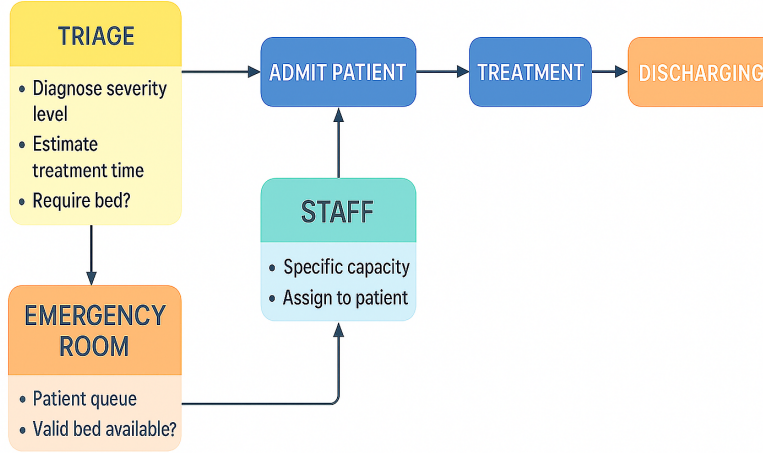 TRIAGE
• Diagnose severity
level
• Estimate
treatment time
• Require bed?
ADMIT PATIENT
TREATMENT
DISCHARGING
STAFF
• Specific capacity
• Assign to patient
EMERGENCY
ROOM
• Patient queue
• Valid bed available?